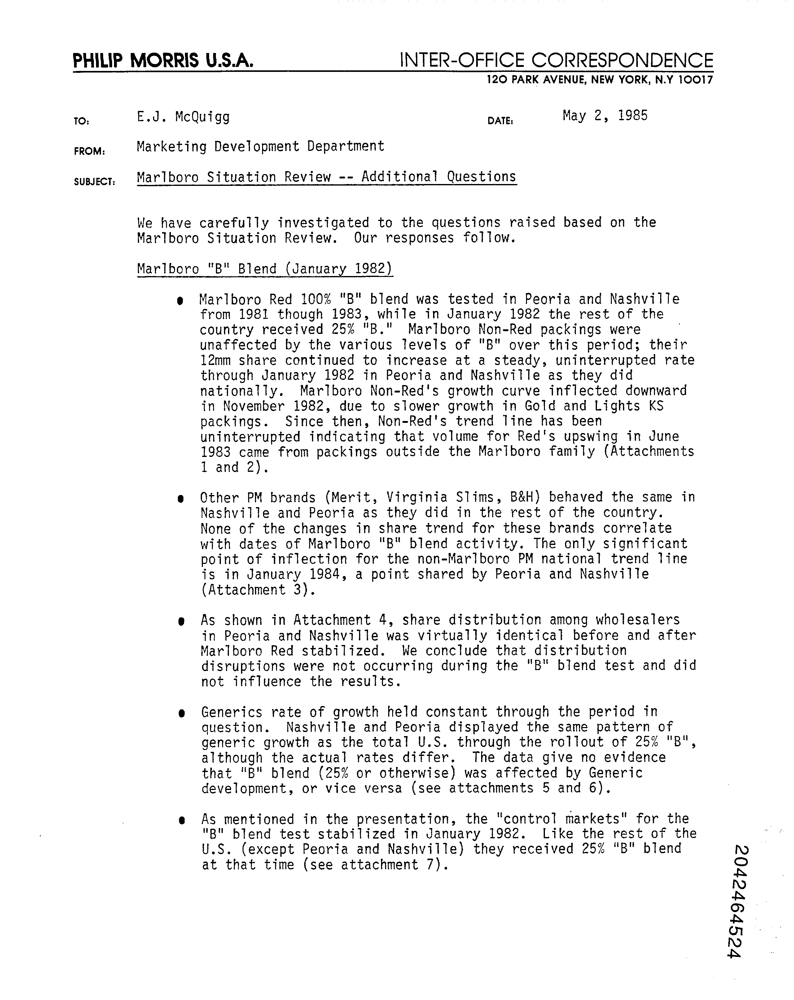 PHILIP MORRIS U.S.A. INTER-OFFICE CORRESPONDENCE
120 PARK AVENUE, NEW YORK, N.Y 10017
TO: E.J. McQuigg DATE: May 2, 1985
FROM: Marketing Development Department
SUBJECT: Marlboro Situation Review -- Additional Questions
We have carefully investigated to the questions raised based on the
Marlboro Situation Review. Our responses follow.
Marlboro "B" Blend (January 1982)
● Marlboro Red 100% "B" blend was tested in Peoria and Nashville
from 1981 though 1983, while in January 1982 the rest of the
country received 25% "B." Marlboro Non-Red packings were
unaffected by the various levels of "B" over this period; their
12mm share continued to increase at a steady, uninterrupted rate
through January 1982 in Peoria and Nashville as they did
nationally. Marlboro Non-Red's growth curve inflected downward
in November 1982, due to slower growth in Gold and Lights KS
packings. Since then, Non-Red's trend line has been
uninterrupted indicating that volume for Red's upswing in June
1983 came from packings outside the Marlboro family (Attachments
1 and 2).
● Other PM brands (Merit, Virginia Slims, B&H) behaved the same in
Nashville and Peoria as they did in the rest of the country.
None of the changes in share trend for these brands correlate
with dates of Marlboro "B" blend activity. The only significant
point of inflection for the non-Marlboro PM national trend line
is in January 1984, a point shared by Peoria and Nashville
(Attachment 3).
● As shown in Attachment 4, share distribution among wholesalers
in Peoria and Nashville was virtually identical before and after
Marlboro Red stabilized. We conclude that distribution
disruptions were not occurring during the "B" blend test and did
not influence the results.
● Generics rate of growth held constant through the period in
question. Nashville and Peoria displayed the same pattern of
generic growth as the total U.S. through the rollout of 25% "B",
although the actual rates differ. The data give no evidence
that "B" blend (25% or otherwise) was affected by Generic
development, or vice versa (see attachments 5 and 6).
● As mentioned in the presentation, the "control markets" for the
"B" blend test stabilized in January 1982. Like the rest of the
U.S. (except Peoria and Nashville) they received 25% "B" blend
at that time (see attachment 7).
2042464524